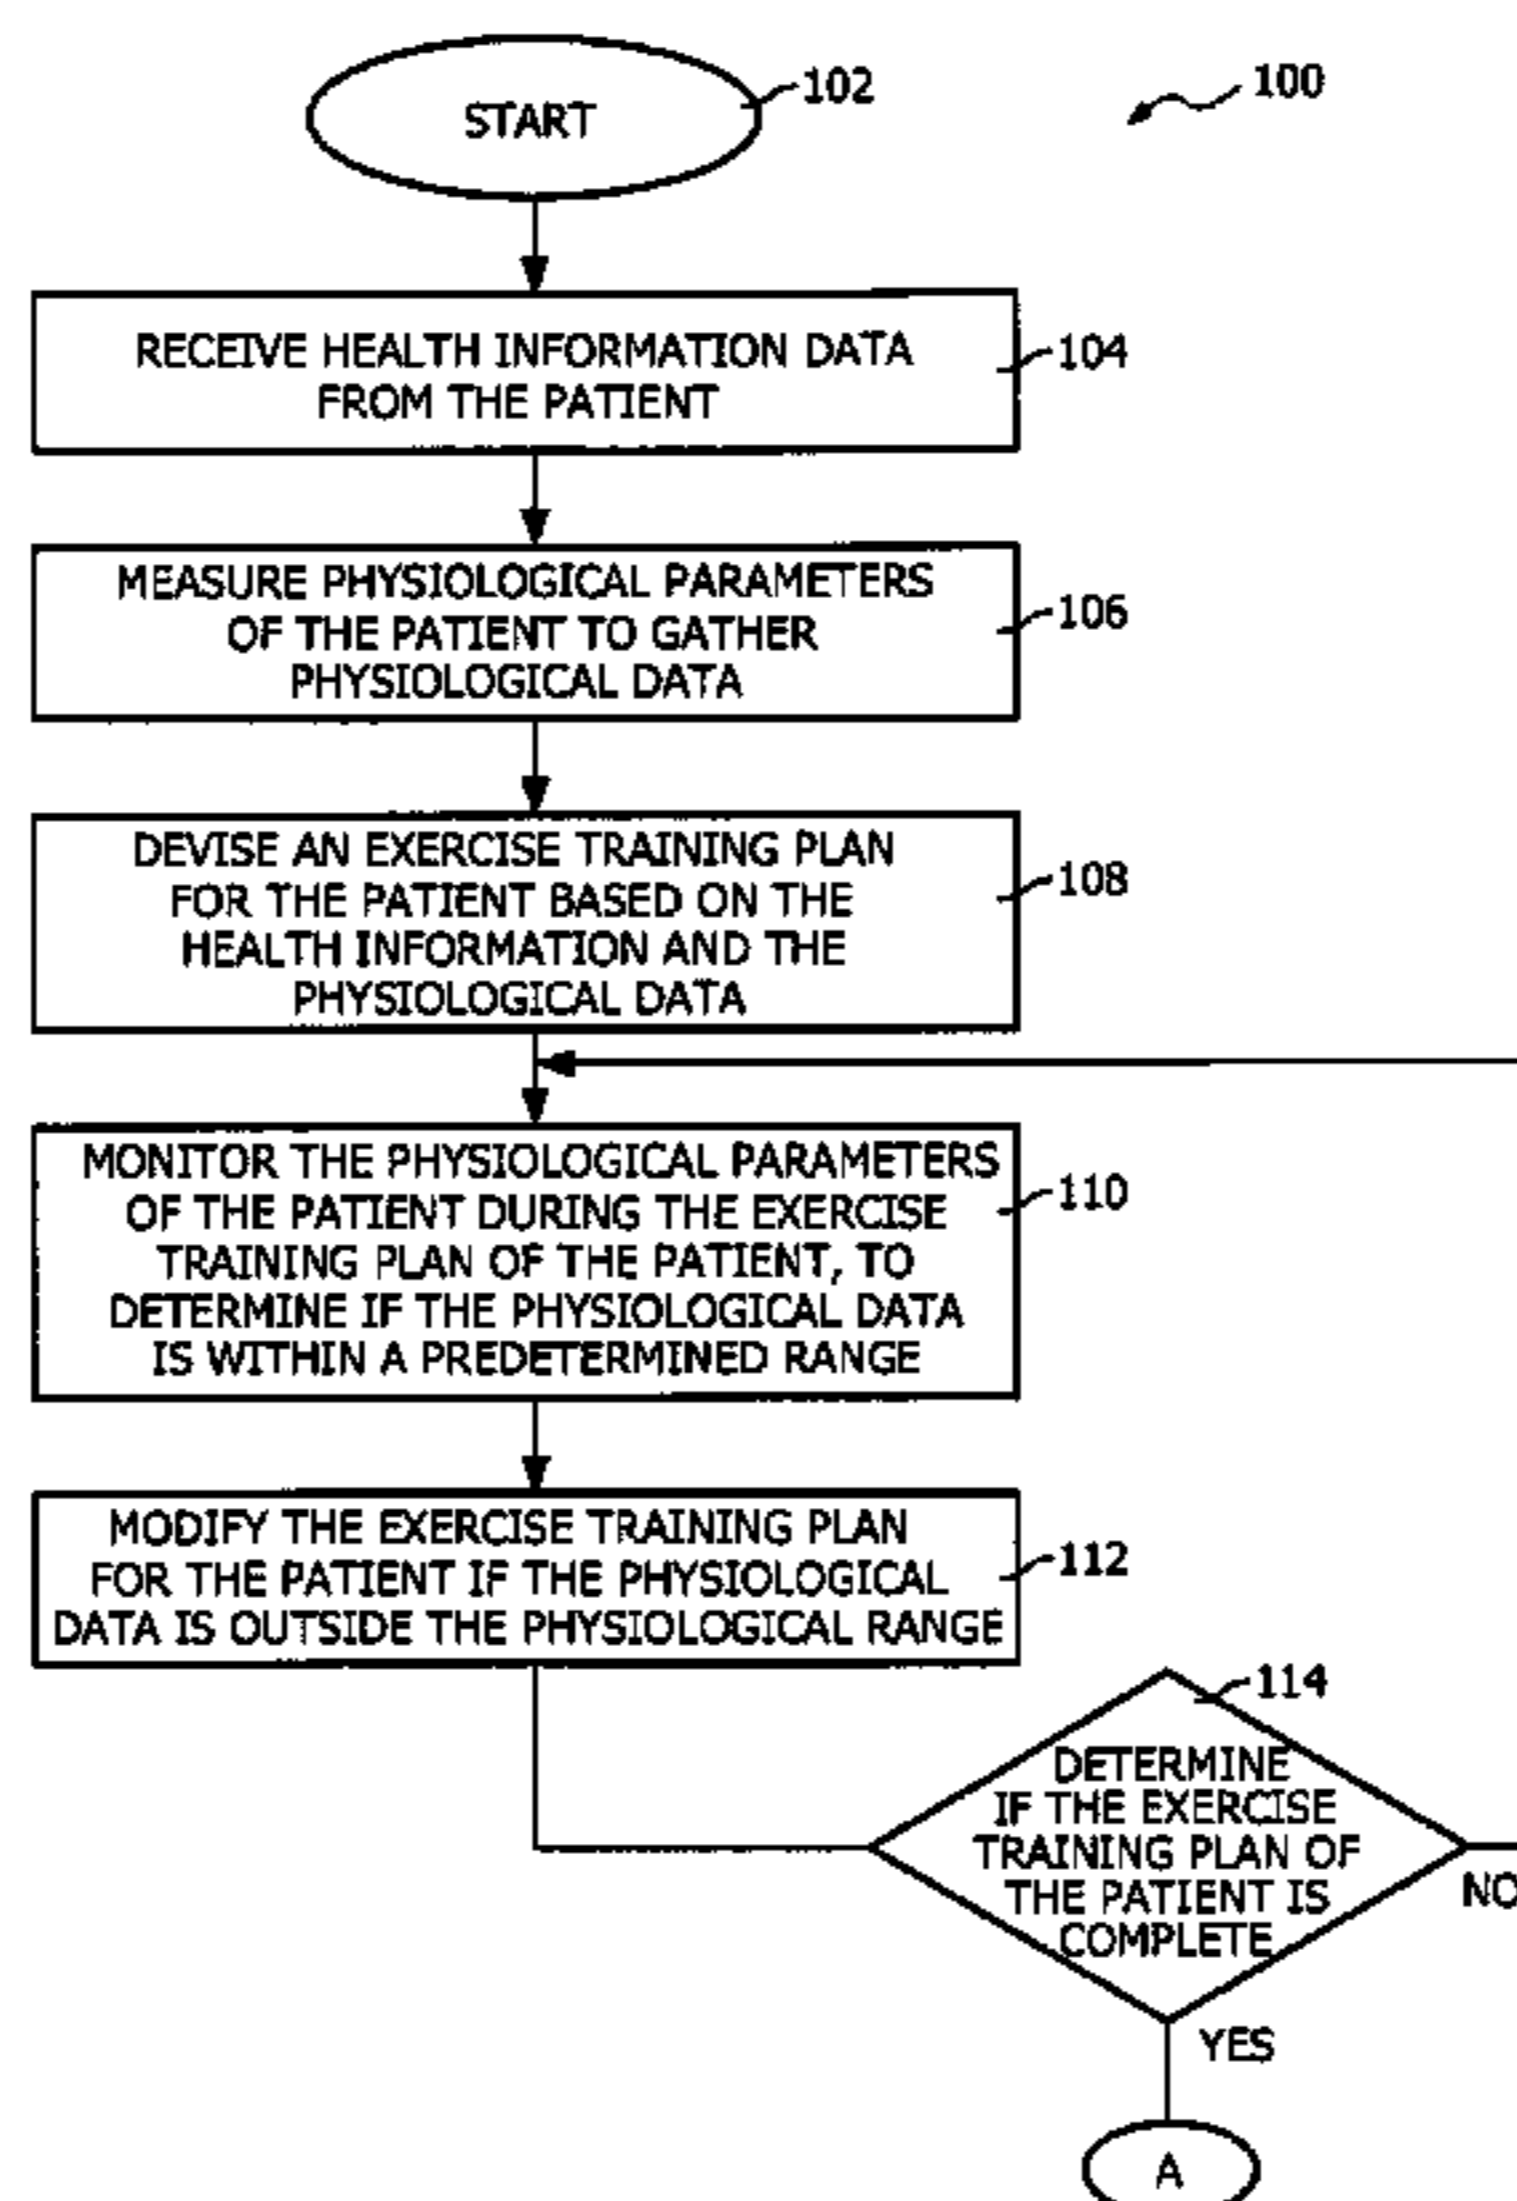 START
102
100
RECEIVE HEALTH INFORMATION DATA
FROM THE PATIENT
104
MEASURE PHYSIOLOGICAL PARAMETERS
OF THE PATIENT TO GATHER
PHYSIOLOGICAL DATA
106
DEVISE AN EXERCISE TRAINING PLAN
FOR THE PATIENT BASED ON THE
HEALTH INFORMATION AND THE
PHYSIOLOGICAL DATA
108
MONITOR THE PHYSIOLOGICAL PARAMETERS
OF THE PATIENT DURING THE EXERCISE
TRAINING PLAN OF THE PATIENT, TO
DETERMINE IF THE PHYSIOLOGICAL DATA
IS WITHIN A PREDETERMINED RANGE
110
MODIFY THE EXERCISE TRAINING PLAN
FOR THE PATIENT IF THE PHYSIOLOGICAL
DATA IS OUTSIDE THE PHYSIOLOGICAL RANGE
112
114
DETERMINE
IF THE EXERCISE
TRAINING PLAN OF
THE PATIENT IS
COMPLETE
NO
YES
A